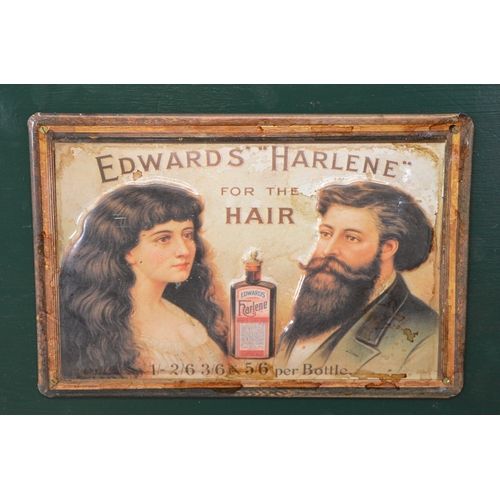 EDWARDS' "HARLENE"
FOR THE
HAIR
EDWARDS
Harlene
1/- 2/6 3/6 & 5/6 per Bottle.